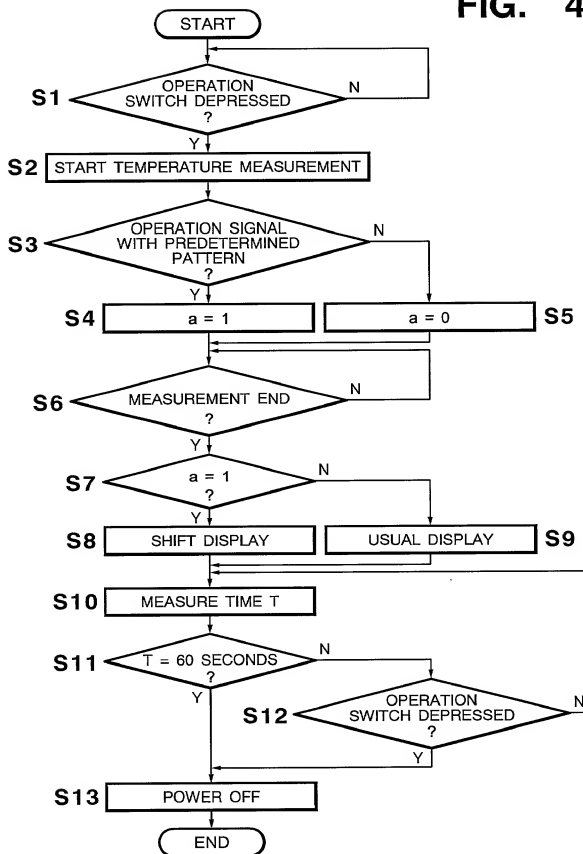 FIG. 4
START
OPERATION
SWITCH DEPRESSED
?
S1
N
Y
S2
START TEMPERATURE MEASUREMENT
OPERATION SIGNAL
WITH PREDETERMINED
PATTERN
?
S3
N
Y
S4
a = 1
a = 0
S5
S6
MEASUREMENT END
?
N
Y
S7
a = 1
?
N
Y
S8
SHIFT DISPLAY
USUAL DISPLAY
S9
S10
MEASURE TIME T
S11
T = 60 SECONDS
?
N
Y
S12
OPERATION
SWITCH DEPRESSED
?
N
Y
S13
POWER OFF
END